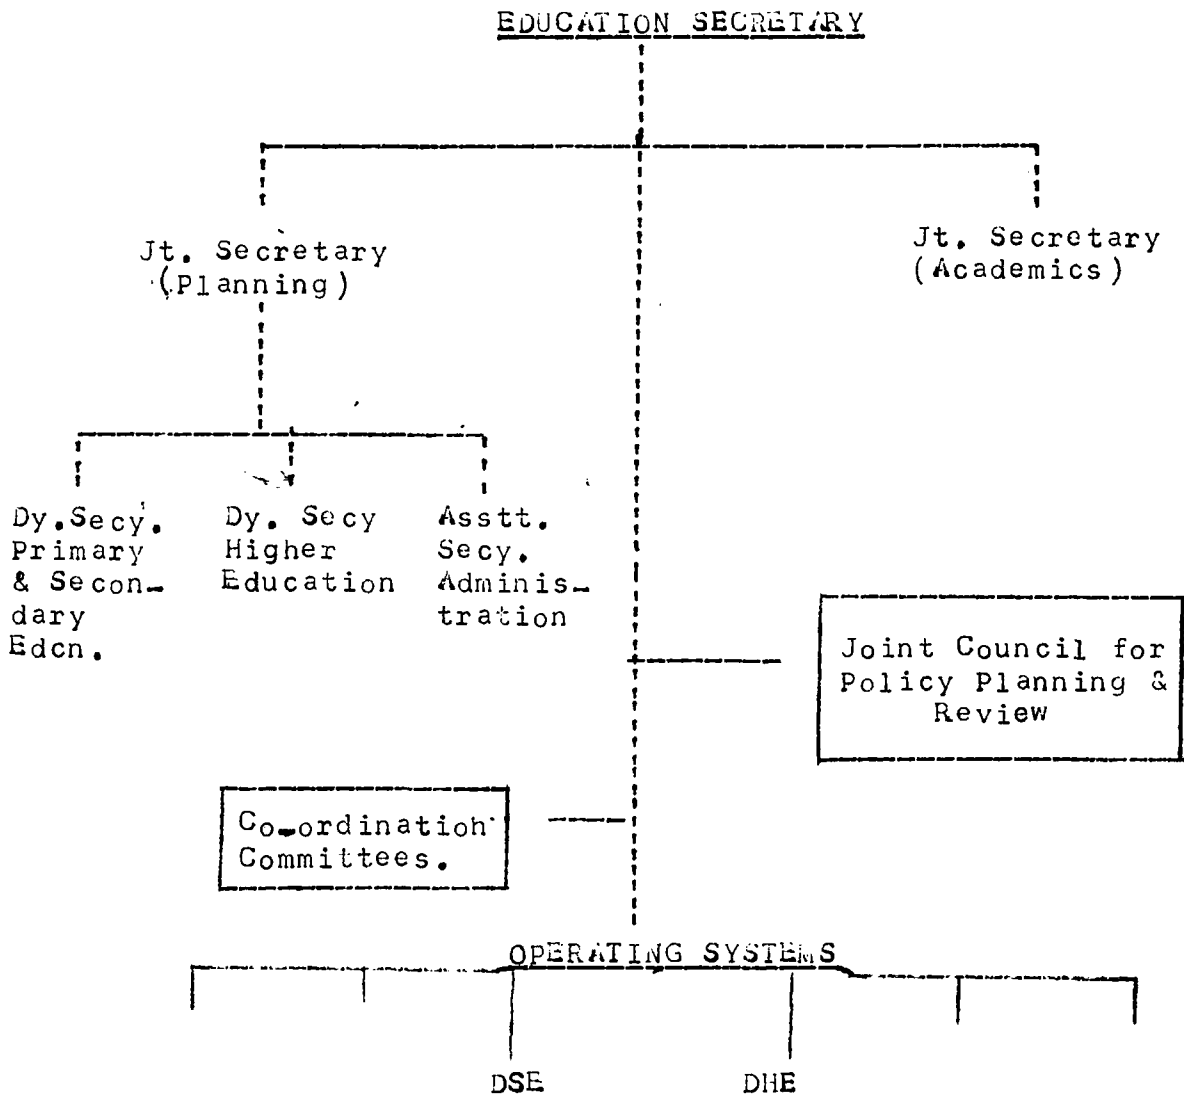 EDUCATION SECRETARY
Jt. Secretary
(Planning)
Jt. Secretary
(Academics)
Dy.Secy.
Primary
& Secon-
dary
Edcn.
Dy. Secy
Higher
Education
Asstt.
Secy.
Adminis-
tration
Joint Council for
Policy Planning &
Review
Co-ordination
Committees.
OPERATING SYSTEMS
DSE
DHE